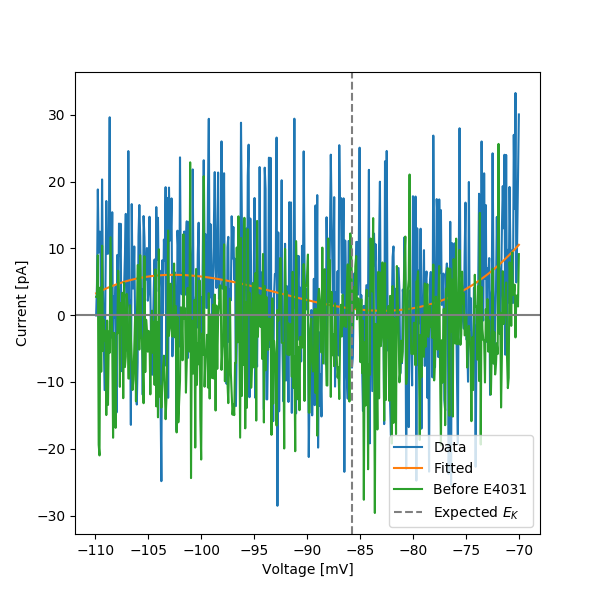 Current [pA]
30
20
10
0
−10
−20
−30
Data
Fitted
Before E4031
Expected E_K
−110
−105
−100
−95
−90
−85
−80
−75
−70
Voltage [mV]